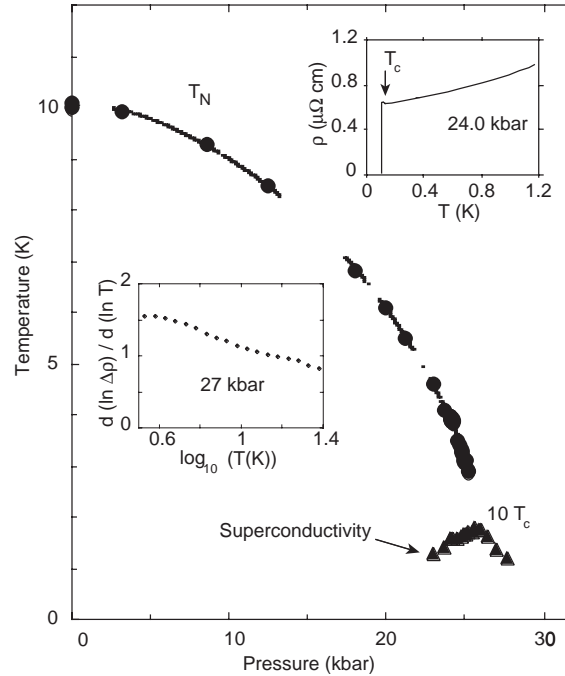 T_N
10
5
0
Temperature (K)
0
10
20
30
0
Pressure (kbar)
1.2
0.8
0.4
0
ρ (μΩ cm)
T_c
24.0 kbar
0
0.4
0.8
1.2
T (K)
2
1
0
d (ln Δρ) / d (ln T)
27 kbar
0.6
1
1.4
log_10 (T(K))
10 T_c
Superconductivity